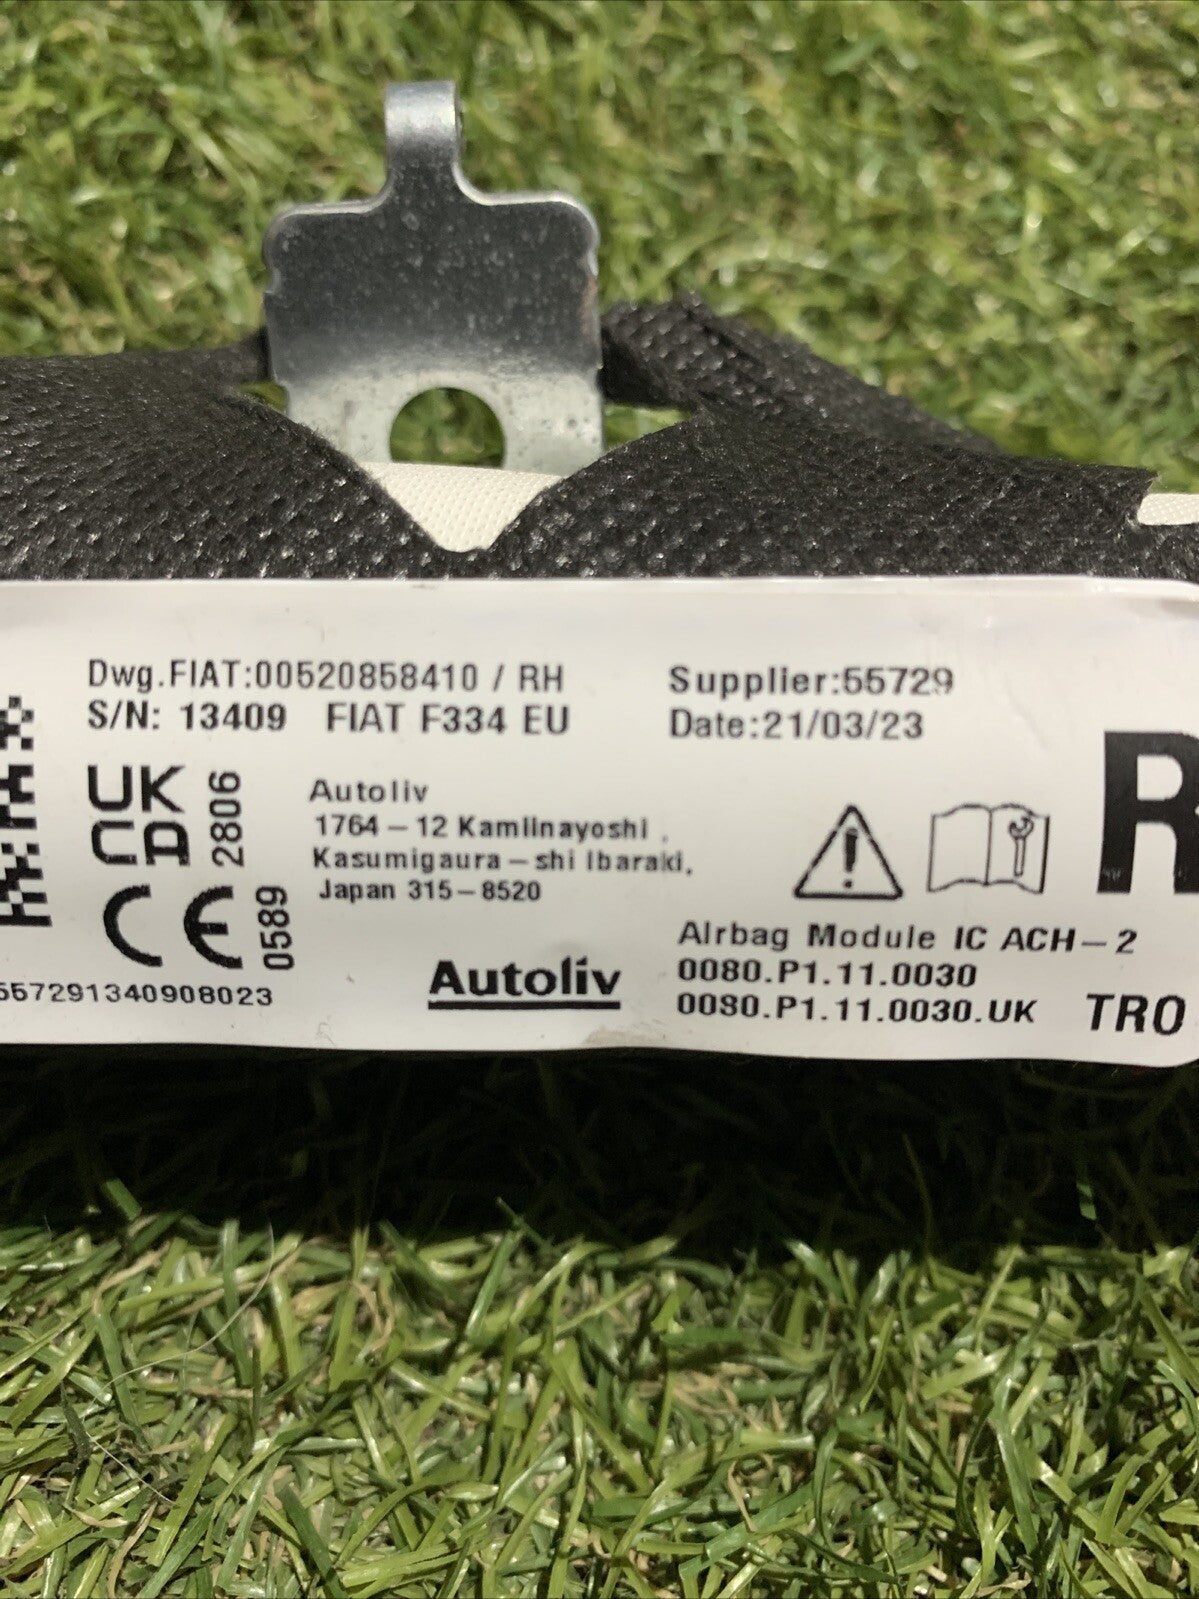 Dwg.FIAT:00520858410 / RH
S/N: 13409 FIAT F334 EU
Supplier:55729
Date:21/03/23
R
UK
CA
2806
CE
0589
Autoliv
1764-12 Kamiinayoshi,
Kasumigaura-shi Ibaraki,
Japan 315-8520
557291340908023
Autoliv
Airbag Module IC ACH-2
0080.P1.11.0030
0080.P1.11.0030.UK
TRO